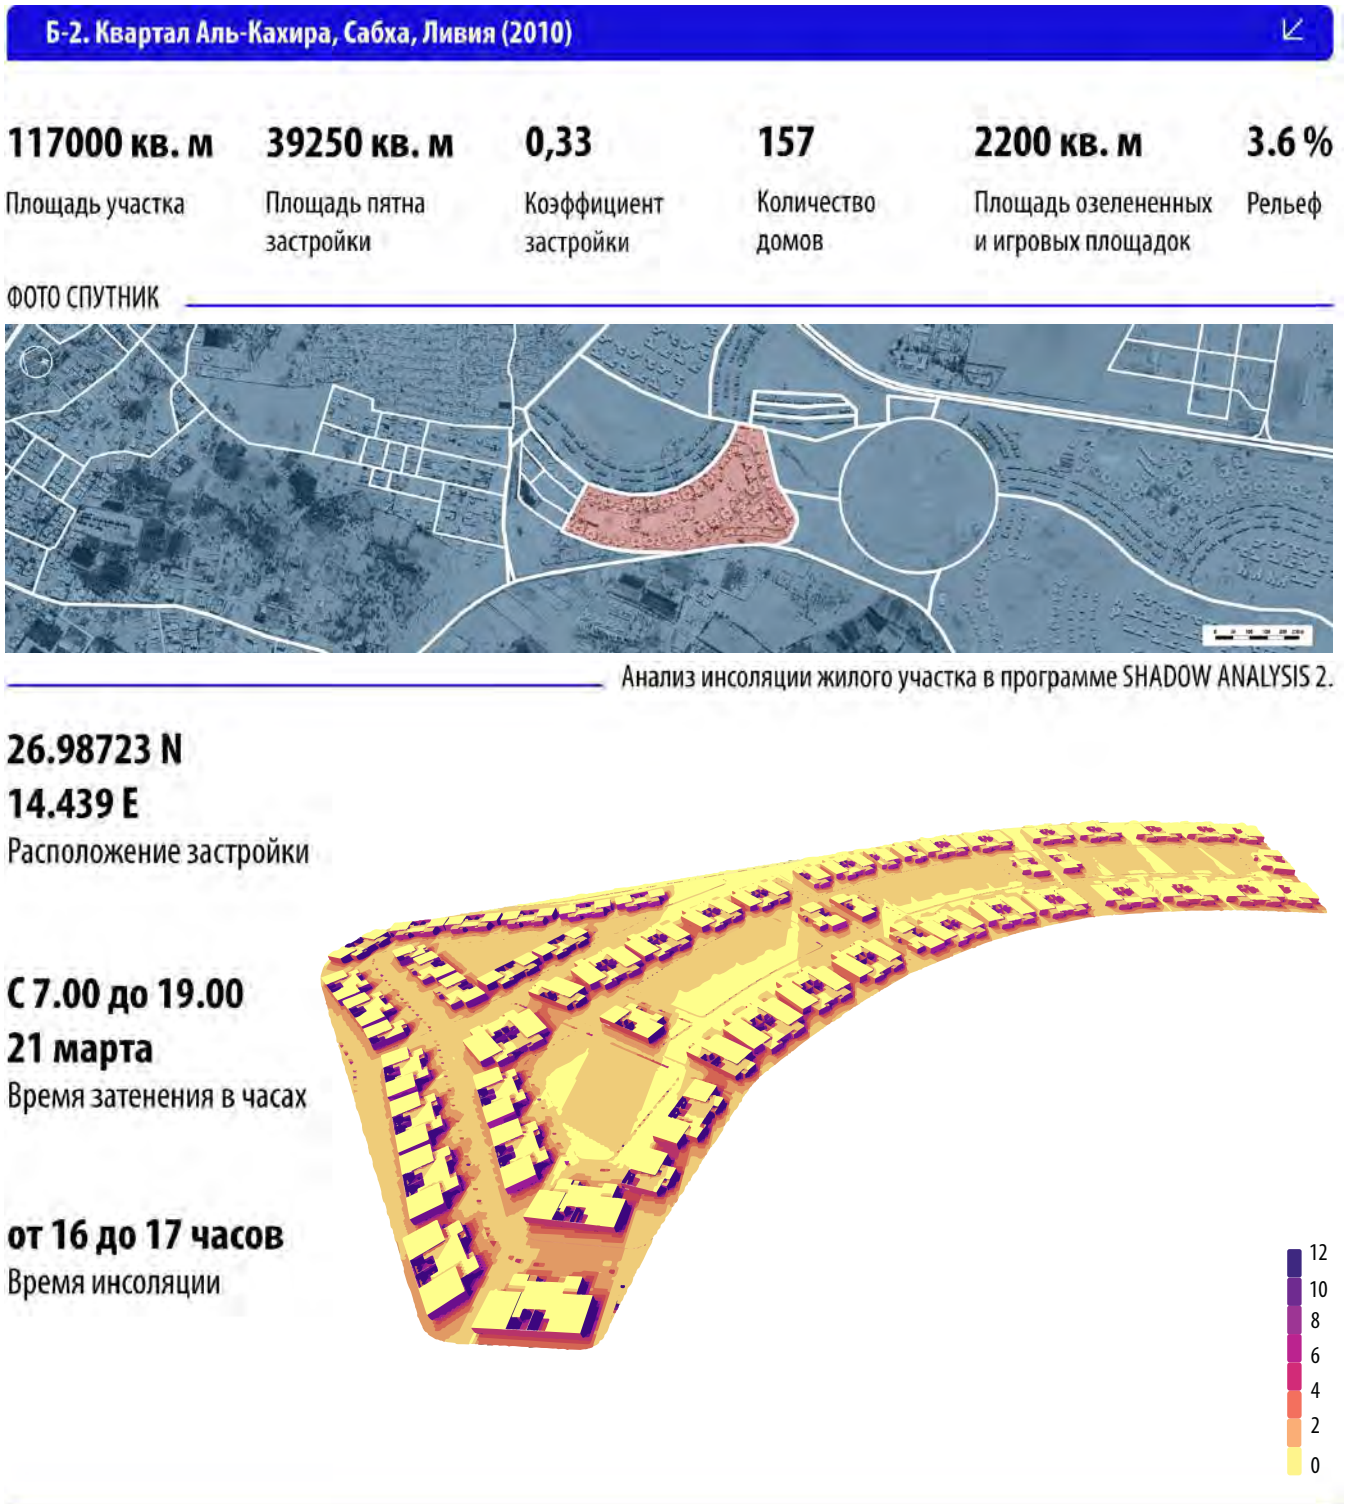 Б-2. Квартал Аль-Кахира, Сабха, Ливия (2010)
117000 кв. м
Площадь участка
39250 кв. м
Площадь пятна
застройки
0,33
Коэффициент
застройки
157
Количество
домов
2200 кв. м
Площадь озелененных
и игровых площадок
3.6 %
Рельеф
ФОТО СПУТНИК
Анализ инсоляции жилого участка в программе SHADOW ANALYSIS 2.
26.98723 N
14.439 E
Расположение застройки
С 7.00 до 19.00
21 марта
Время затенения в часах
от 16 до 17 часов
Время инсоляции
12
10
8
6
4
2
0